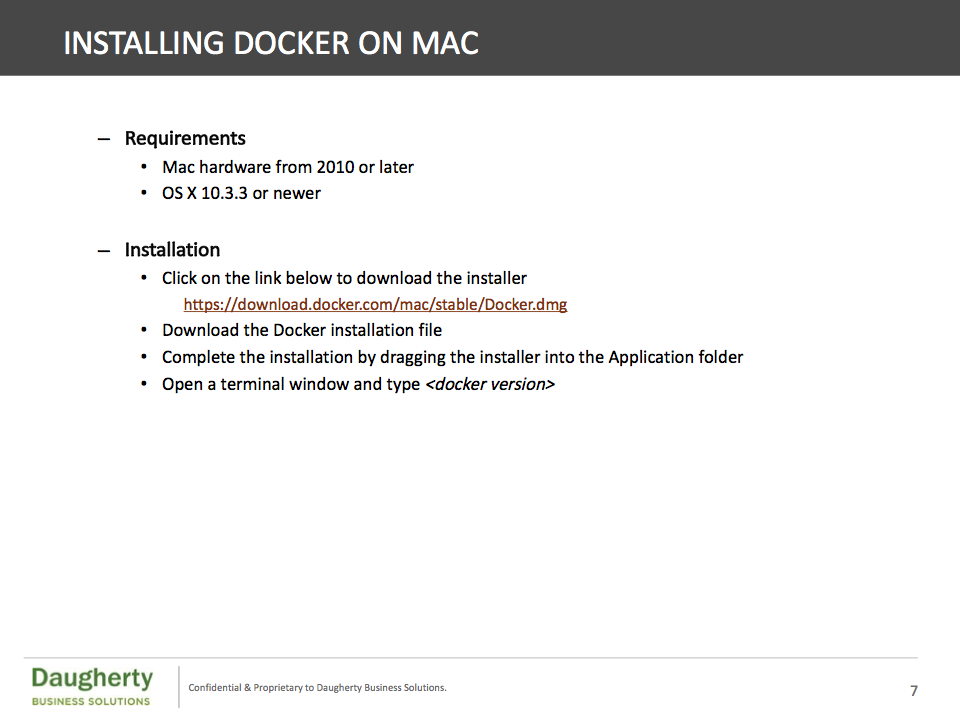 INSTALLING DOCKER ON MAC
– Requirements
• Mac hardware from 2010 or later
• OS X 10.3.3 or newer
– Installation
• Click on the link below to download the installer
https://download.docker.com/mac/stable/Docker.dmg
• Download the Docker installation file
• Complete the installation by dragging the installer into the Application folder
• Open a terminal window and type <docker version>
Daugherty
BUSINESS SOLUTIONS
Confidential & Proprietary to Daugherty Business Solutions.
7